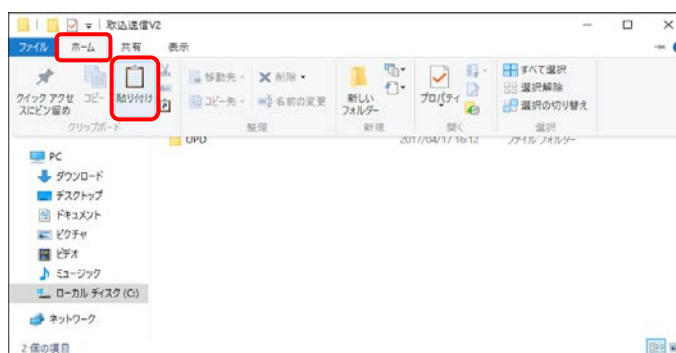 取込送信V2
ファイル ホーム 共有 表示
クイック アクセスにピン留め
コピー
貼り付け
移動先
コピー先
削除
名前の変更
新しいフォルダー
プロパティ
すべて選択
選択解除
選択の切り替え
クリップボード 整理 新規 開く 選択
UPD 2017/04/17 16:12 ファイル フォルダー
PC
ダウンロード
デスクトップ
ドキュメント
ピクチャ
ビデオ
ミュージック
ローカル ディスク (C:)
ネットワーク
2 個の項目